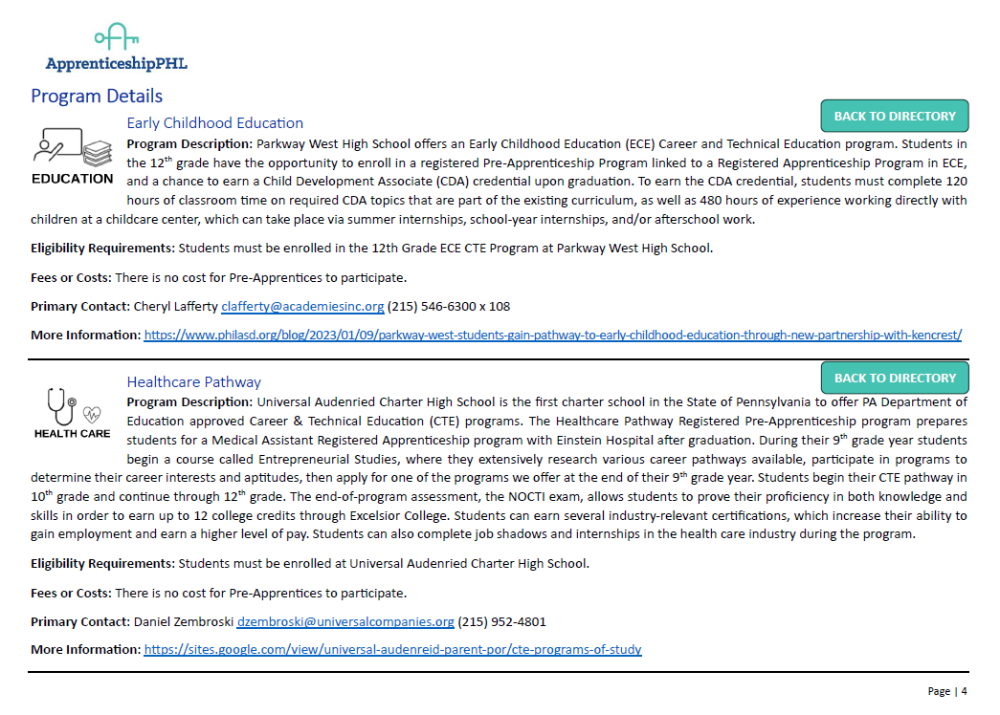 ApprenticeshipPHL
Program Details
BACK TO DIRECTORY
EDUCATION
Early Childhood Education
Program Description: Parkway West High School offers an Early Childhood Education (ECE) Career and Technical Education program. Students in
the 12th grade have the opportunity to enroll in a registered Pre-Apprenticeship Program linked to a Registered Apprenticeship Program in ECE,
and a chance to earn a Child Development Associate (CDA) credential upon graduation. To earn the CDA credential, students must complete 120
hours of classroom time on required CDA topics that are part of the existing curriculum, as well as 480 hours of experience working directly with
children at a childcare center, which can take place via summer internships, school-year internships, and/or afterschool work.
Eligibility Requirements: Students must be enrolled in the 12th Grade ECE CTE Program at Parkway West High School.
Fees or Costs: There is no cost for Pre-Apprentices to participate.
Primary Contact: Cheryl Lafferty clafferty@academiesinc.org (215) 546-6300 x 108
More Information: https://www.philasd.org/blog/2023/01/09/parkway-west-students-gain-pathway-to-early-childhood-education-through-new-partnership-with-kencrest/
BACK TO DIRECTORY
HEALTH CARE
Healthcare Pathway
Program Description: Universal Audenried Charter High School is the first charter school in the State of Pennsylvania to offer PA Department of
Education approved Career & Technical Education (CTE) programs. The Healthcare Pathway Registered Pre-Apprenticeship program prepares
students for a Medical Assistant Registered Apprenticeship program with Einstein Hospital after graduation. During their 9th grade year students
begin a course called Entrepreneurial Studies, where they extensively research various career pathways available, participate in programs to
determine their career interests and aptitudes, then apply for one of the programs we offer at the end of their 9th grade year. Students begin their CTE pathway in
10th grade and continue through 12th grade. The end-of-program assessment, the NOCTI exam, allows students to prove their proficiency in both knowledge and
skills in order to earn up to 12 college credits through Excelsior College. Students can earn several industry-relevant certifications, which increase their ability to
gain employment and earn a higher level of pay. Students can also complete job shadows and internships in the health care industry during the program.
Eligibility Requirements: Students must be enrolled at Universal Audenried Charter High School.
Fees or Costs: There is no cost for Pre-Apprentices to participate.
Primary Contact: Daniel Zembroski dzembroski@universalcompanies.org (215) 952-4801
More Information: https://sites.google.com/view/universal-audenreid-parent-por/cte-programs-of-study
Page | 4